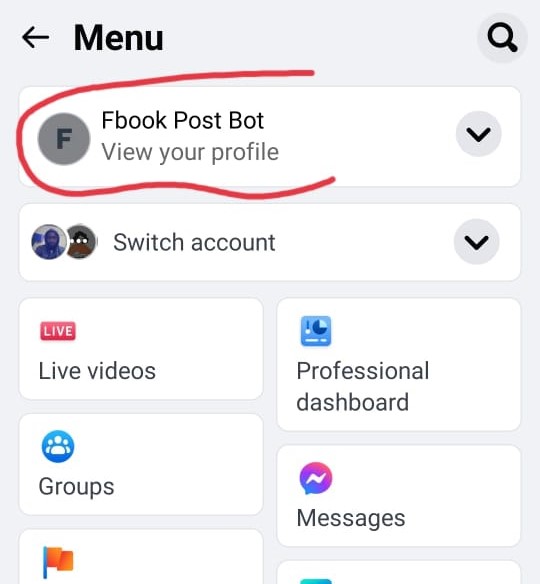 Menu
F
Fbook Post Bot
View your profile
Switch account
LIVE
Live videos
Professional
dashboard
Groups
Messages